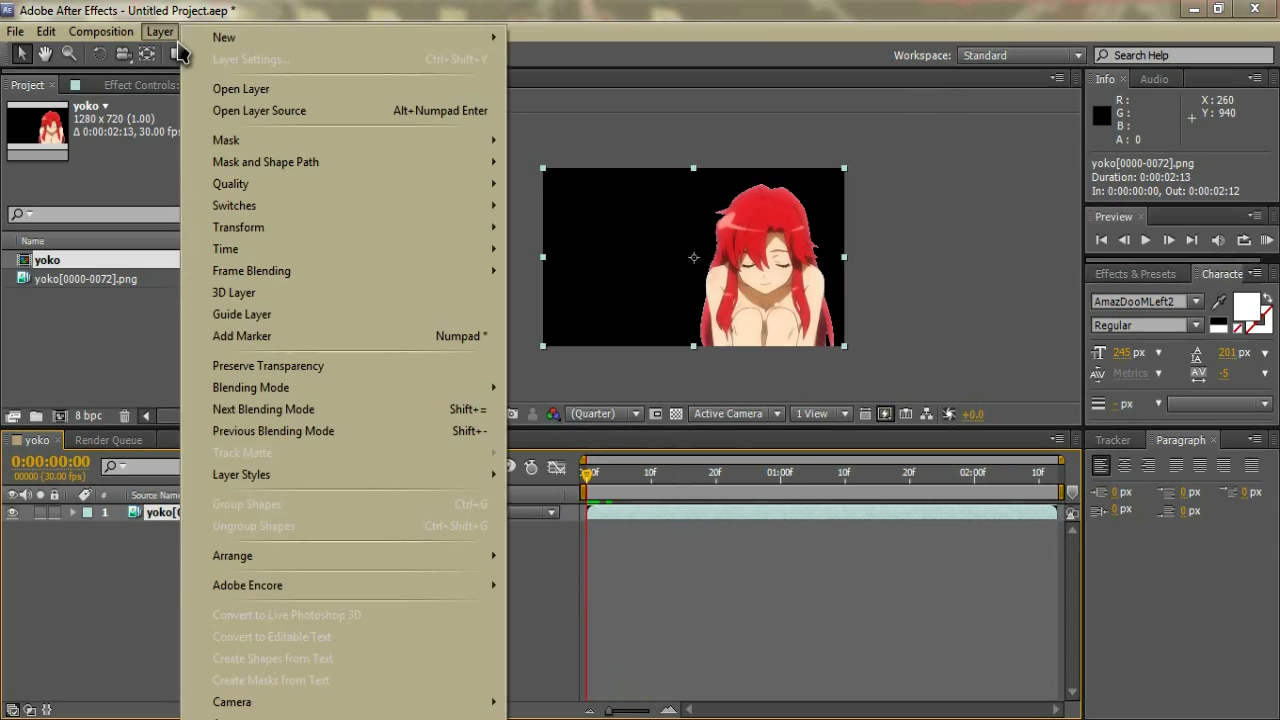 Adobe After Effects - Untitled Project.aep *
File Edit Composition Layer
Workspace: Standard Search Help
Project Effect Controls:
yoko
1280 x 720 (1.00)
Δ 0:00:02:13, 30.00 fps
Name
yoko
yoko[0000-0072].png
8 bpc
New
Layer Settings... Ctrl+Shift+Y
Open Layer
Open Layer Source Alt+Numpad Enter
Mask
Mask and Shape Path
Quality
Switches
Transform
Time
Frame Blending
3D Layer
Guide Layer
Add Marker Numpad *
Preserve Transparency
Blending Mode
Next Blending Mode Shift+=
Previous Blending Mode Shift+-
Track Matte
Layer Styles
Group Shapes Ctrl+G
Ungroup Shapes Ctrl+Shift+G
Arrange
Adobe Encore
Convert to Live Photoshop 3D
Convert to Editable Text
Create Shapes from Text
Create Masks from Text
Camera
(Quarter) Active Camera 1 View +0.0
Info Audio
R : X : 260
G : Y : 940
B :
A : 0
yoko[0000-0072].png
Duration: 0:00:02:13
In: 0:00:00:00, Out: 0:00:02:12
Preview
Effects & Presets Characte
AmazDooMLeft2
Regular
245 px 201 px
Metrics -5
- px
yoko Render Queue
0:00:00:00
00000 (30.00 fps)
# Source Name
1 yoko[0
10f 20f 01:00f 10f 20f 02:00f 10f
Tracker Paragraph
0 px 0 px 0 px
0 px 0 px